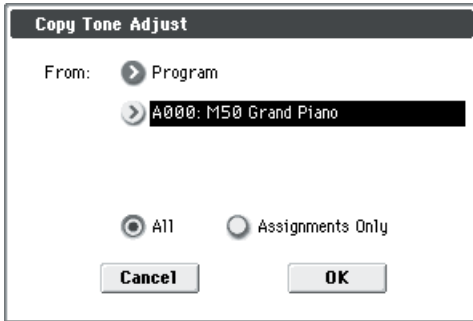 Copy Tone Adjust
From: Program
A000: M50 Grand Piano
All Assignments Only
Cancel OK